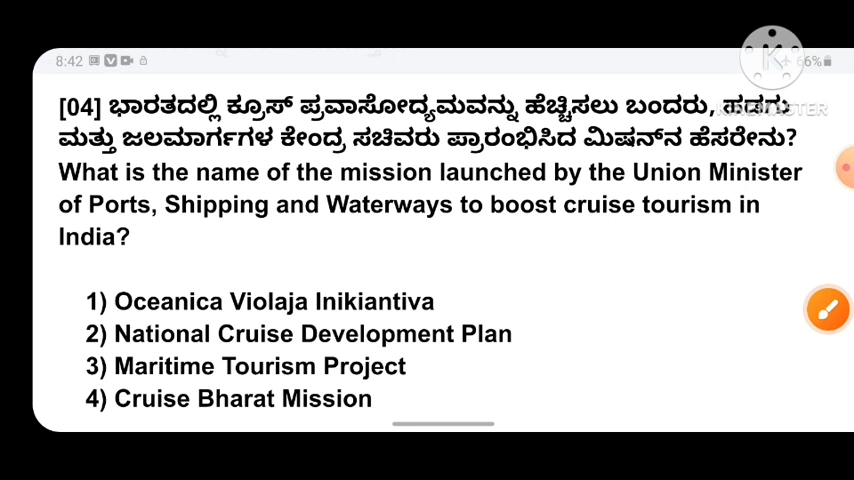 8:42
66%
[04] ಭಾರತದಲ್ಲಿ ಕ್ರೂಸ್ ಪ್ರವಾಸೋದ್ಯಮವನ್ನು ಹೆಚ್ಚಿಸಲು ಬಂದರು, ಹಡಗು
KINEMASTER
ಮತ್ತು ಜಲಮಾರ್ಗಗಳ ಕೇಂದ್ರ ಸಚಿವರು ಪ್ರಾರಂಭಿಸಿದ ಮಿಷನ್‌ನ ಹೆಸರೇನು?
What is the name of the mission launched by the Union Minister
of Ports, Shipping and Waterways to boost cruise tourism in
India?
1) Oceanica Violaja Inikiantiva
2) National Cruise Development Plan
3) Maritime Tourism Project
4) Cruise Bharat Mission